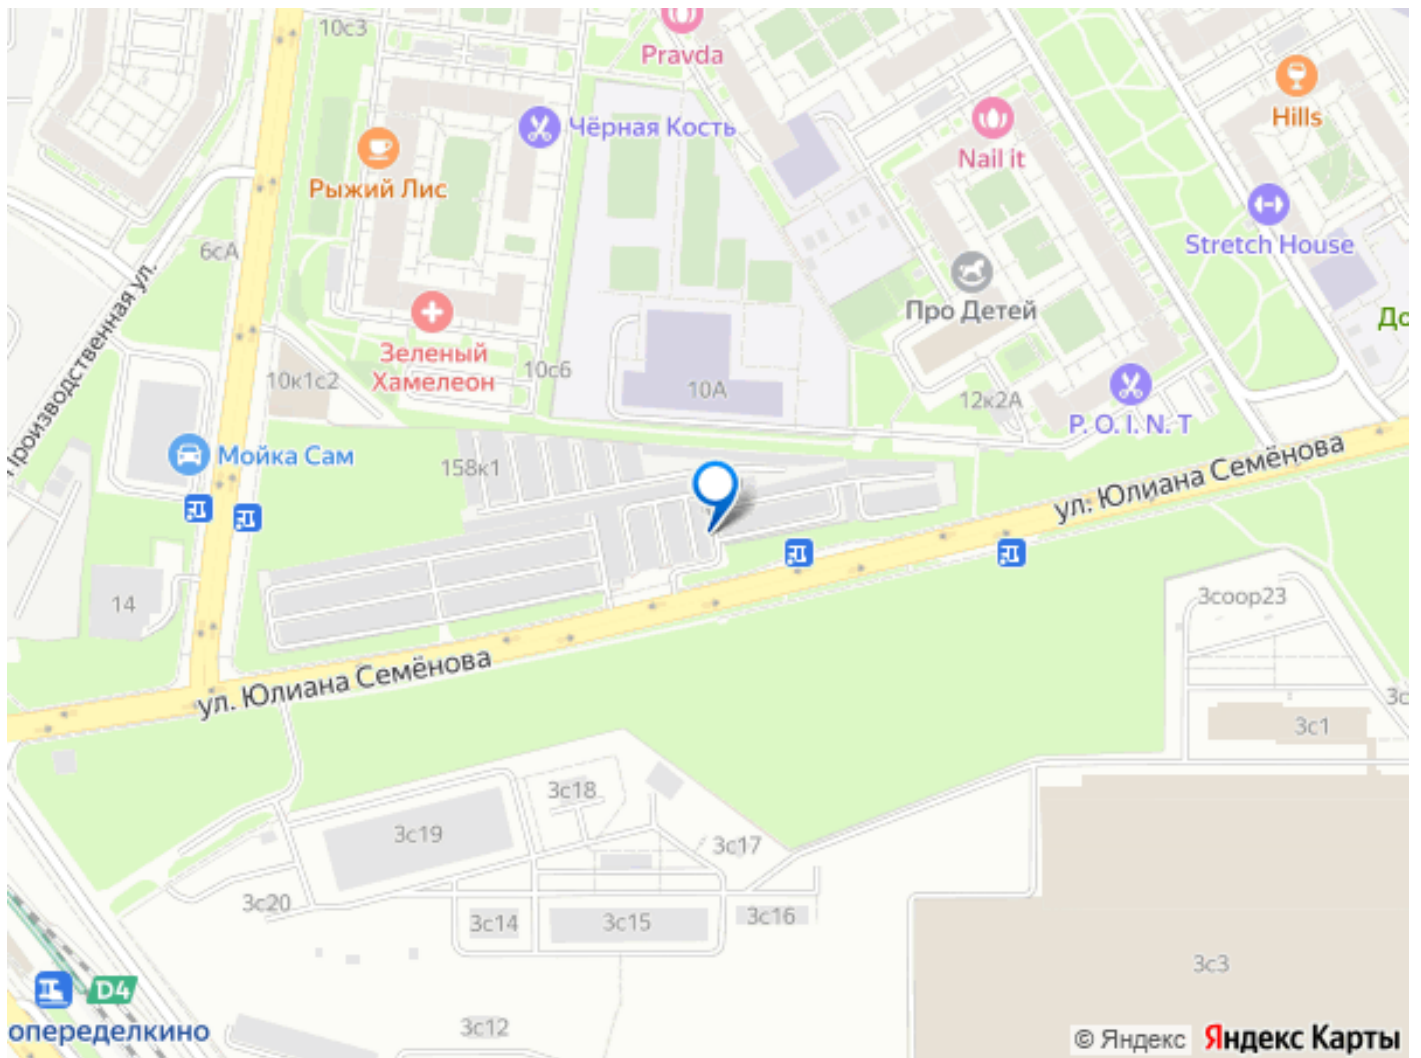 10с3
Pravda
Hills
Чёрная Кость
Nail it
Рыжий Лис
Stretch House
6сА
Производственная ул.
Про Детей
До
Зеленый
Хамелеон
10к1с2
10с6
10А
12к2А
P. O. I. N. T
Мойка Сам
158к1
ул. Юлиана Семёнова
14
3соор23
ул. Юлиана Семёнова
3с
3с1
3с18
3с19
3с17
3с20
3с14
3с15
3с16
3с3
D4
опеределкино
3с12
© Яндекс
Яндекс Карты